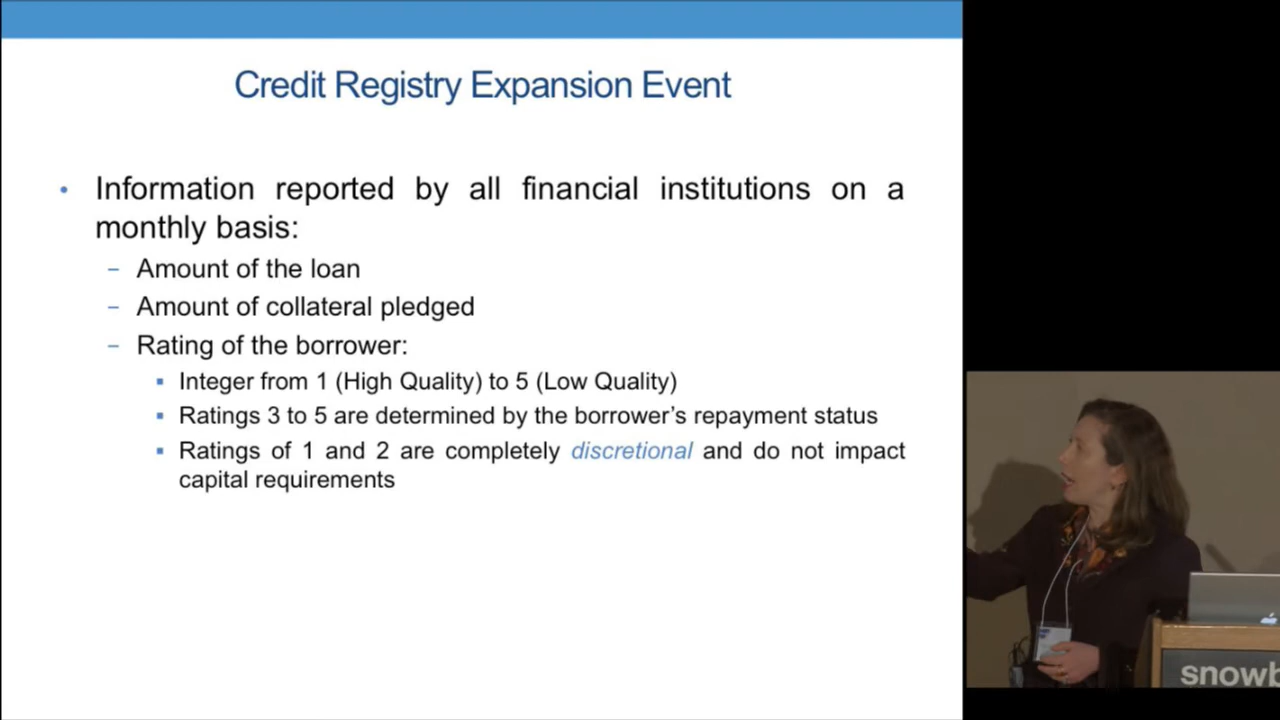 Credit Registry Expansion Event
• Information reported by all financial institutions on a
monthly basis:
– Amount of the loan
– Amount of collateral pledged
– Rating of the borrower:
▪ Integer from 1 (High Quality) to 5 (Low Quality)
▪ Ratings 3 to 5 are determined by the borrower’s repayment status
▪ Ratings of 1 and 2 are completely discretional and do not impact
capital requirements
snowb